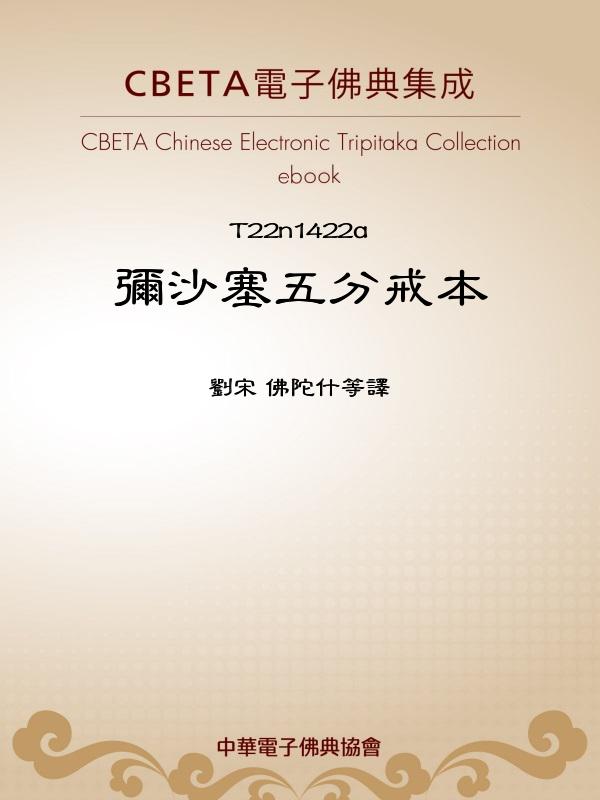 CBETA電子佛典集成
CBETA Chinese Electronic Tripitaka Collection
ebook
T22n1422a
彌沙塞五分戒本
劉宋 佛陀什等譯
中華電子佛典協會